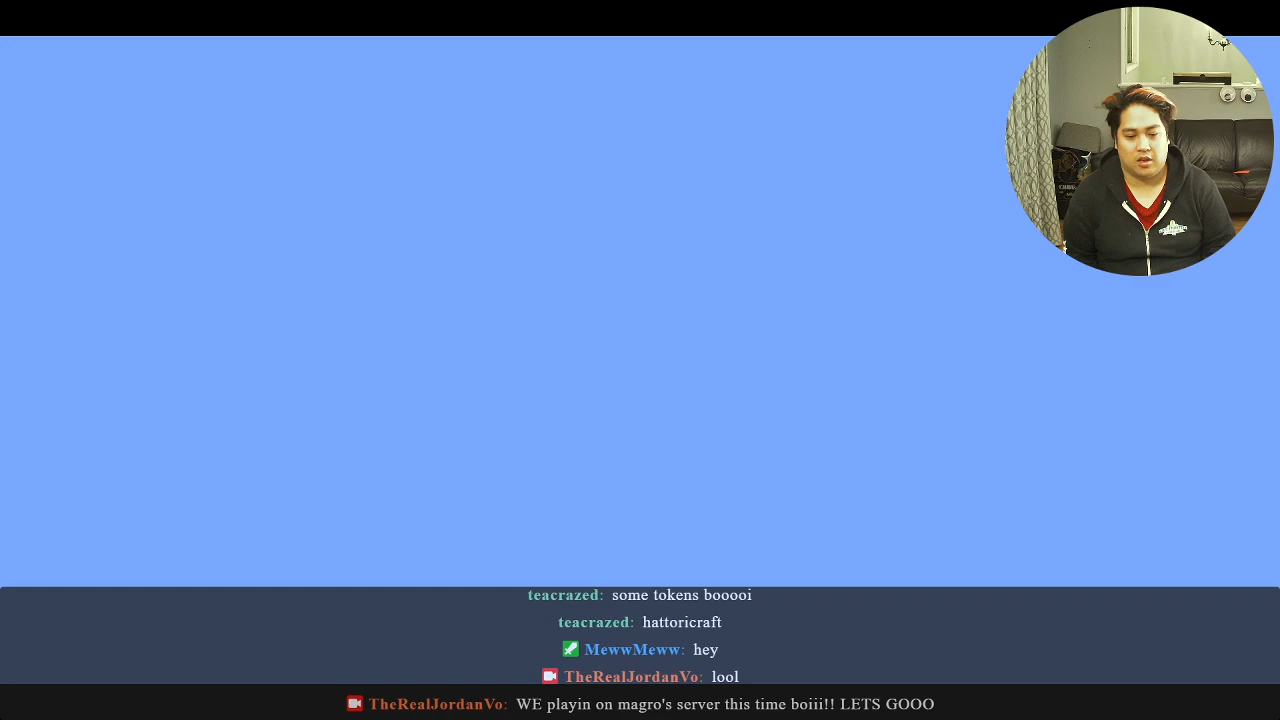 teacrazed: some tokens booooi
teacrazed: hattoricraft
MewwMeww: hey
TheRealJordanVo: lool
TheRealJordanVo: WE playin on magro's server this time boiii!! LETS GOOO